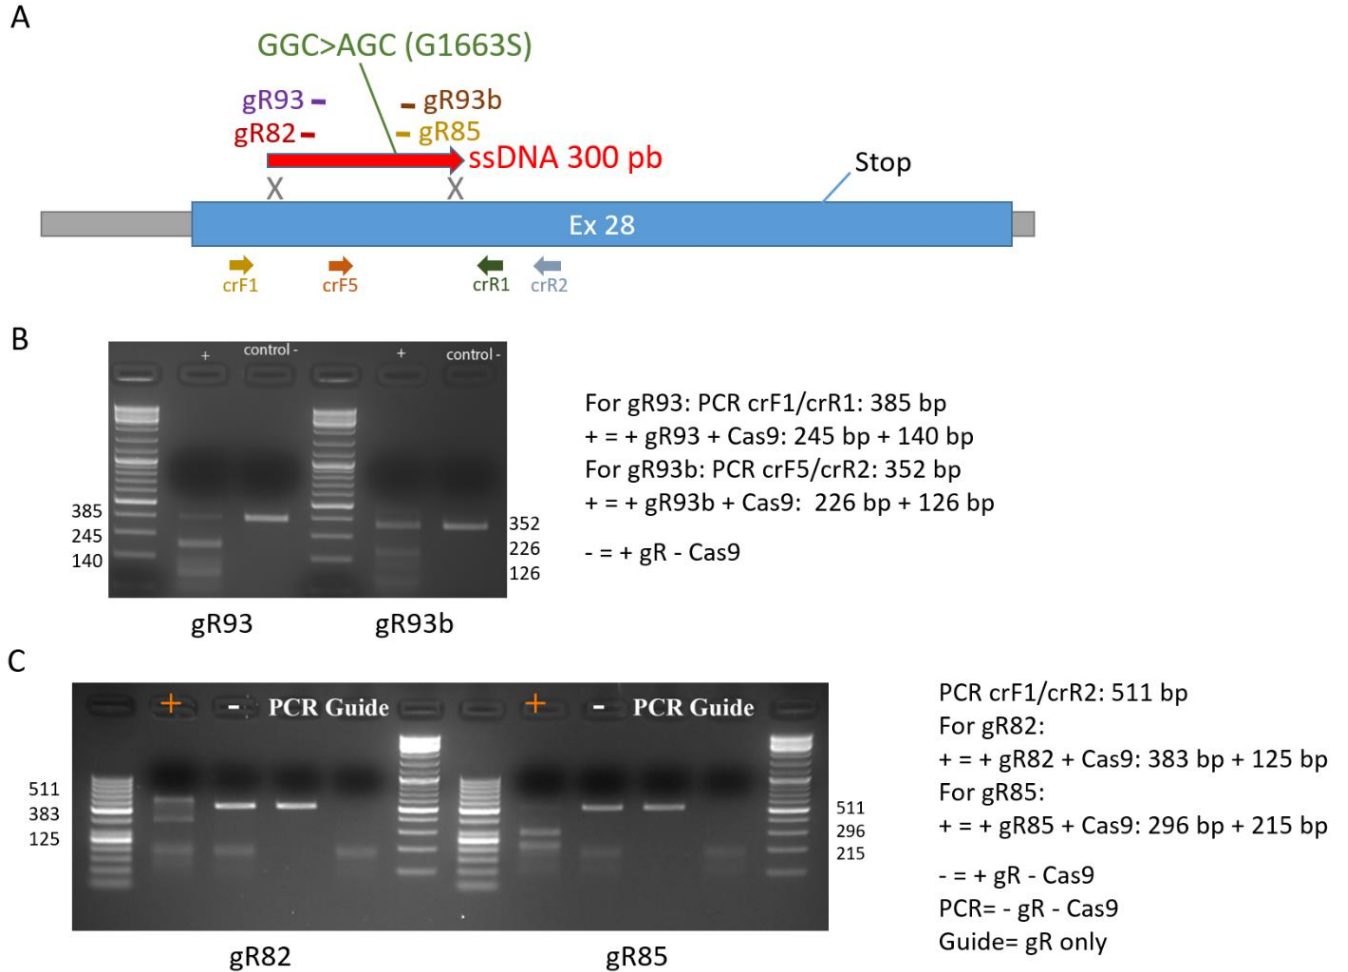 A
GGC>AGC (G1663S)
gR93
gR93b
gR82
gR85
ssDNA 300 pb
X
X
Stop
Ex 28
crF1
crF5
crR1
crR2
B
+
control -
+
control -
385
245
140
352
226
126
gR93
gR93b
For gR93: PCR crF1/crR1: 385 bp
+ = + gR93 + Cas9: 245 bp + 140 bp
For gR93b: PCR crF5/crR2: 352 bp
+ = + gR93b + Cas9:  226 bp + 126 bp
- = + gR - Cas9
C
+ - PCR Guide
+ - PCR Guide
511
383
125
511
296
215
gR82
gR85
PCR crF1/crR2: 511 bp
For gR82:
+ = + gR82 + Cas9: 383 bp + 125 bp
For gR85:
+ = + gR85 + Cas9: 296 bp + 215 bp
- = + gR - Cas9
PCR= - gR - Cas9
Guide= gR only